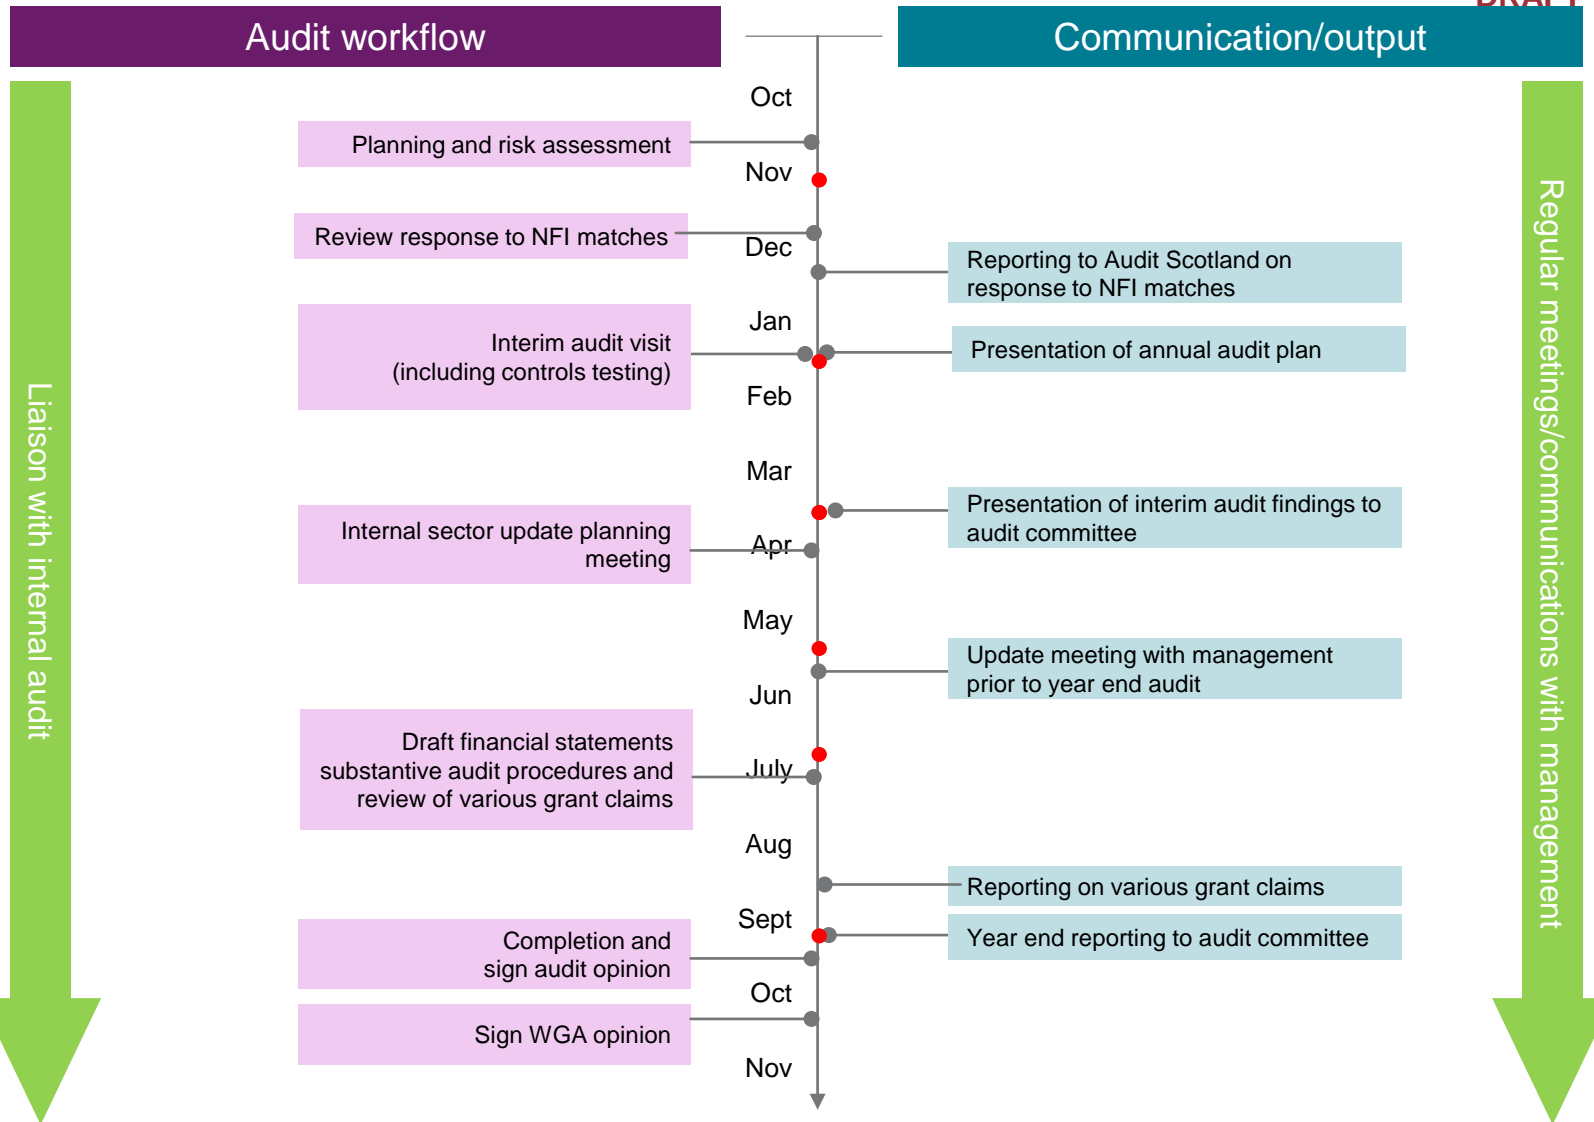 DRAFT
Audit workflow
Communication/output
Oct
Planning and risk assessment
Nov
Review response to NFI matches
Dec
Reporting to Audit Scotland on
response to NFI matches
Jan
Interim audit visit
(including controls testing)
Presentation of annual audit plan
Feb
Mar
Presentation of interim audit findings to
audit committee
Internal sector update planning
meeting
Apr
May
Update meeting with management
prior to year end audit
Jun
Draft financial statements
substantive audit procedures and
review of various grant claims
July
Aug
Reporting on various grant claims
Sept
Year end reporting to audit committee
Completion and
sign audit opinion
Oct
Sign WGA opinion
Nov
Liaison with internal audit
Regular meetings/communications with management